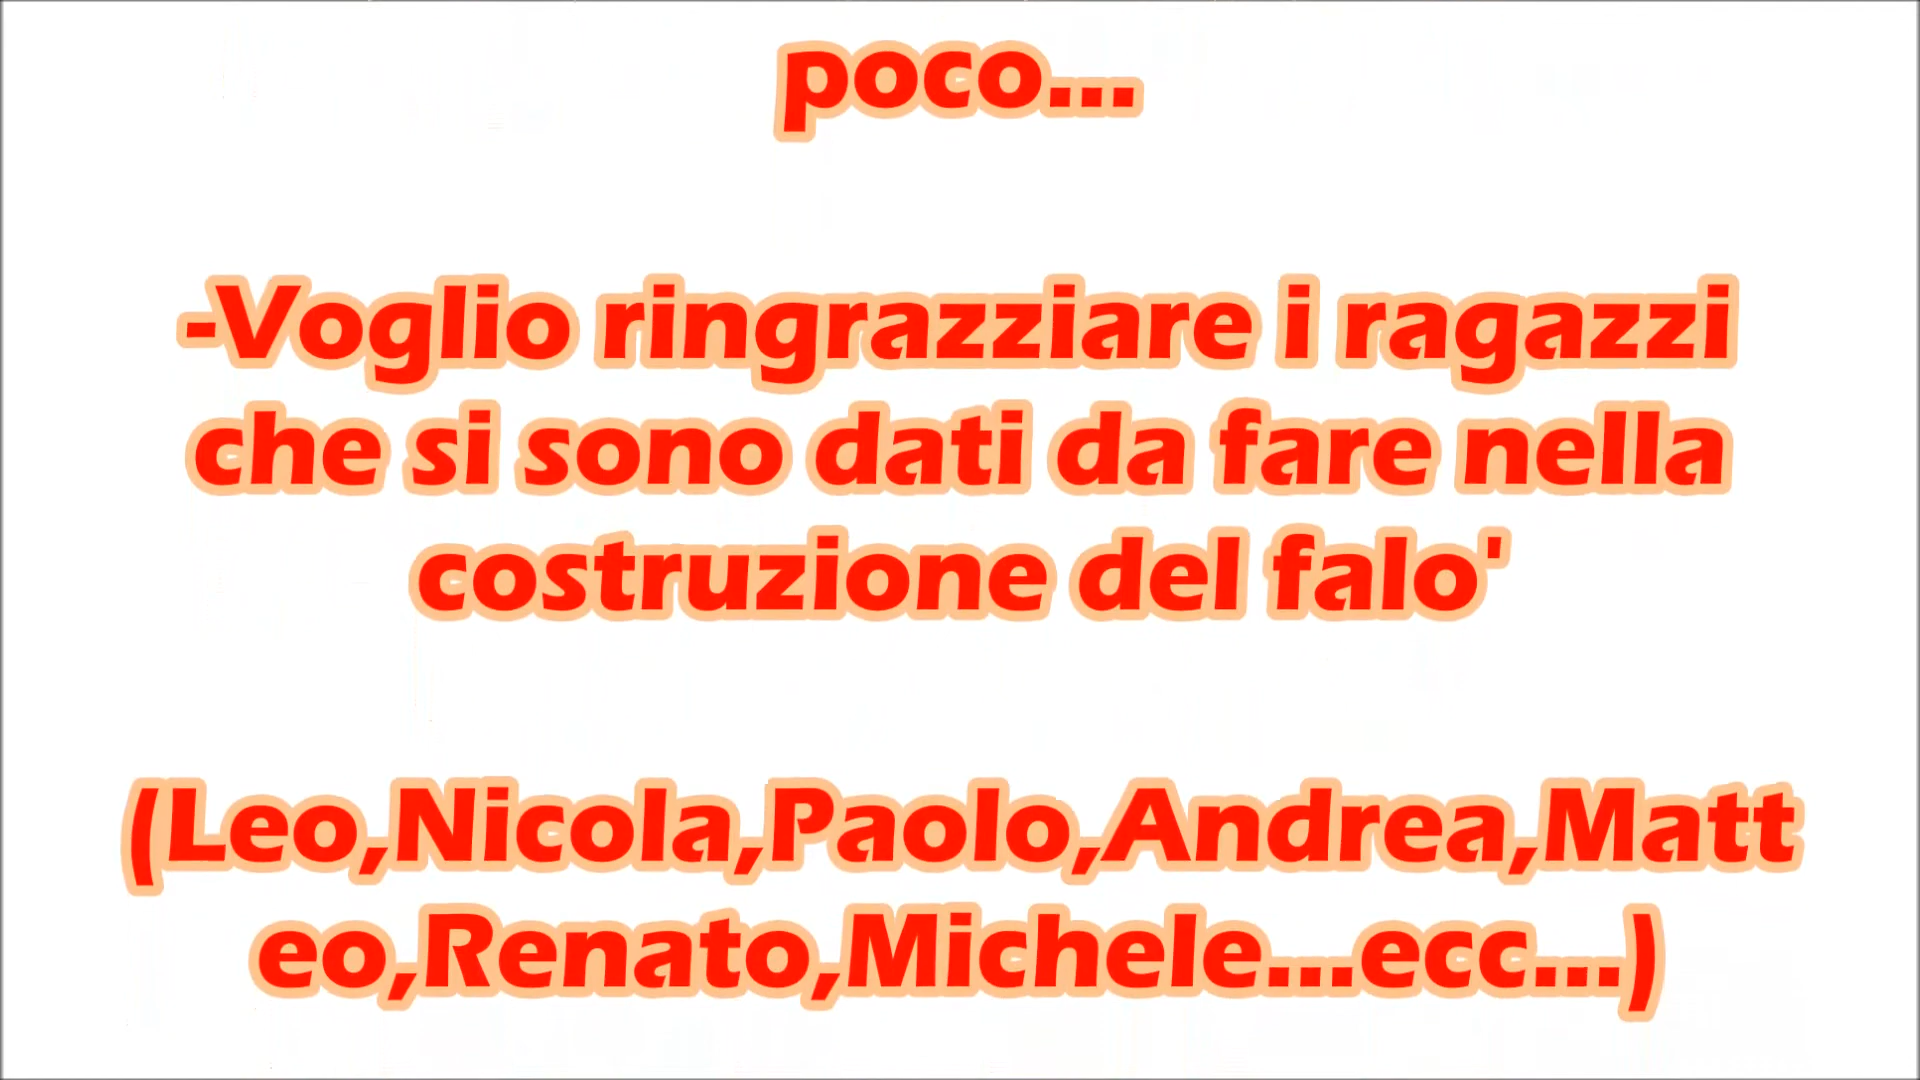 poco...
-Voglio ringrazziare i ragazzi
che si sono dati da fare nella
costruzione del falo'
(Leo,Nicola,Paolo,Andrea,Matt
eo,Renato,Michele...ecc...)